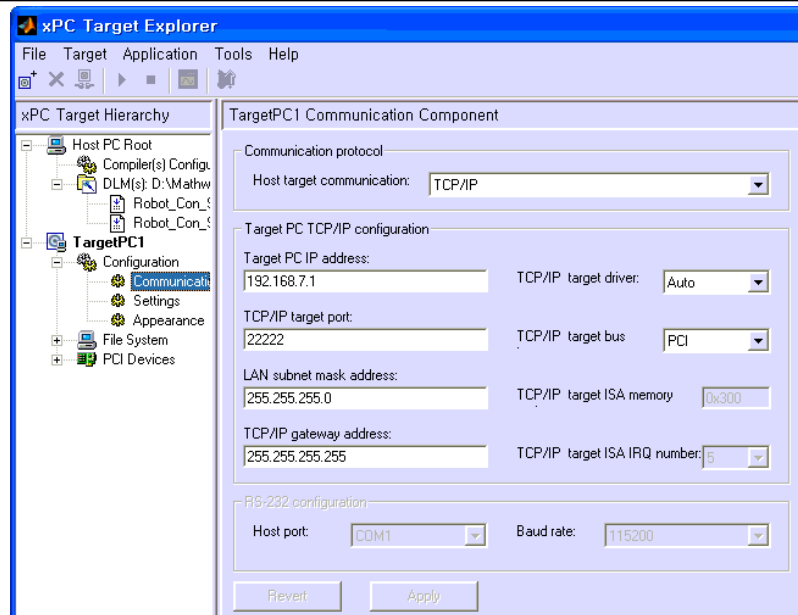 xPC Target Explorer
File Target Application Tools Help
xPC Target Hierarchy
Host PC Root
Compiler(s) Configu
DLM(s): D:\Mathw
Robot_Con_S
Robot_Con_S
TargetPC1
Configuration
Communicatio
Settings
Appearance
File System
PCI Devices
TargetPC1 Communication Component
Communication protocol
Host target communication: TCP/IP
Target PC TCP/IP configuration
Target PC IP address:
192.168.7.1
TCP/IP target driver: Auto
TCP/IP target port:
22222
TCP/IP target bus PCI
LAN subnet mask address:
255.255.255.0
TCP/IP target ISA memory 0x300
TCP/IP gateway address:
255.255.255.255
TCP/IP target ISA IRQ number: 5
RS-232 configuration
Host port: COM1 Baud rate: 115200
Revert Apply